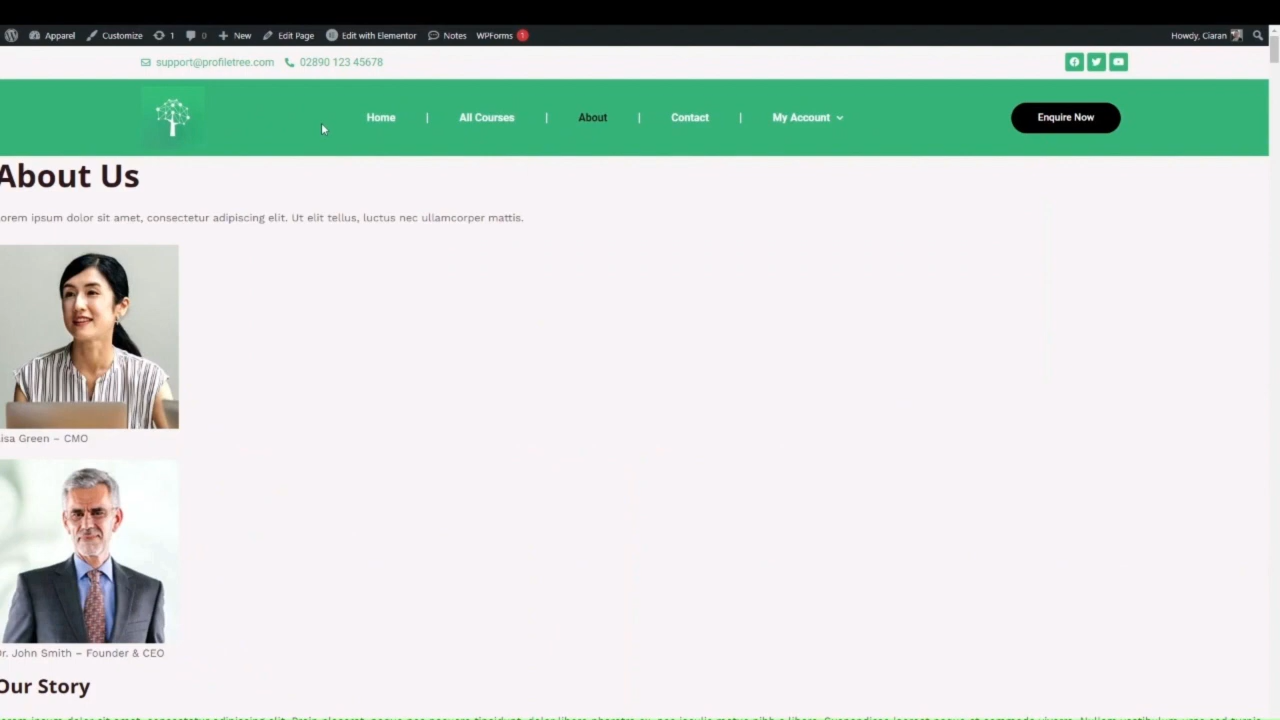 Apparel Customize 1 0 New Edit Page Edit with Elementor Notes WPForms 1 Howdy, Ciaran
support@profiletree.com 02890 123 45678
Home | All Courses | About | Contact | My Account Enquire Now
About Us
orem ipsum dolor sit amet, consectetur adipiscing elit. Ut elit tellus, luctus nec ullamcorper mattis.
isa Green – CMO
r. John Smith – Founder & CEO
Our Story